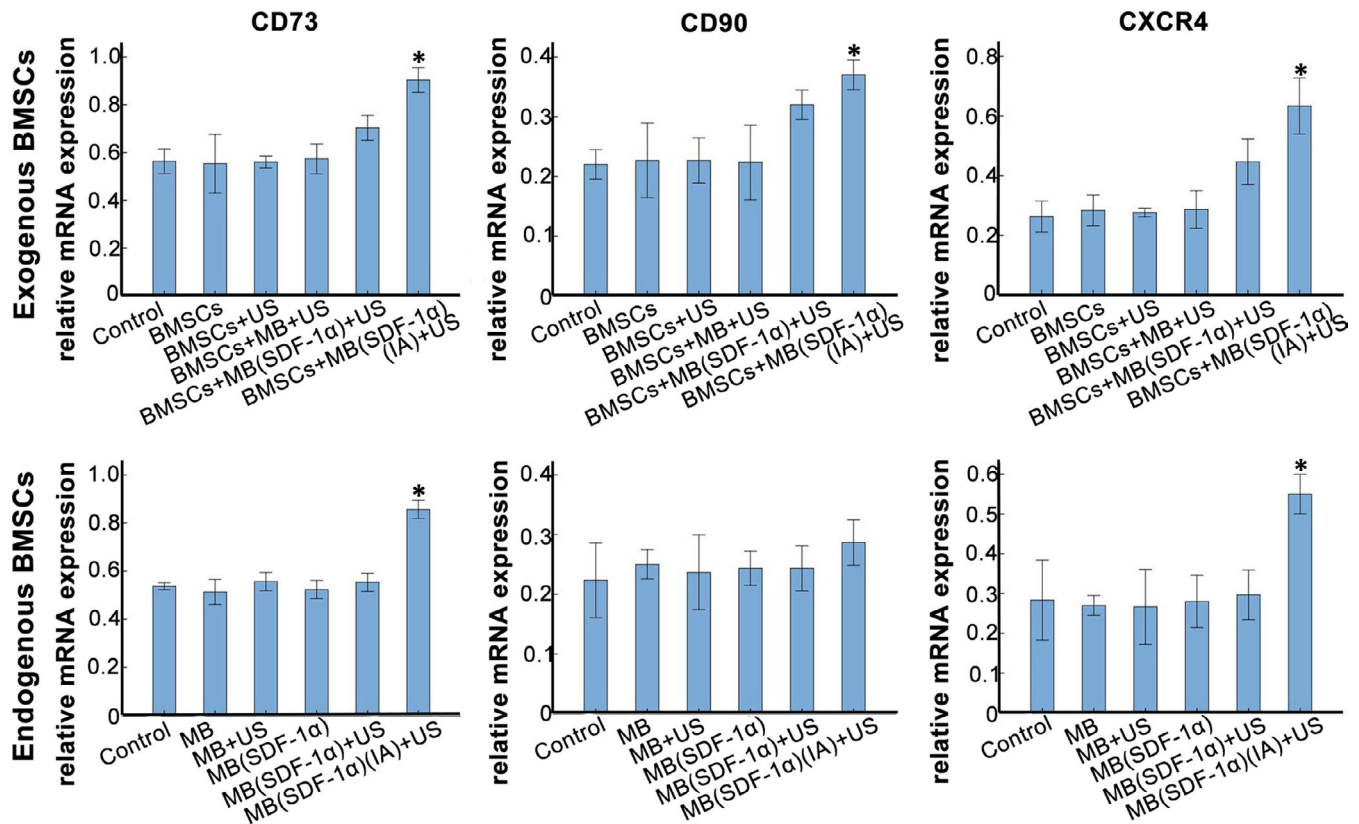 CD73
CD90
CXCR4
Exogenous BMSCs
relative mRNA expression
1.0
0.8
0.6
0.4
0.2
0
*
Control
BMSCs
BMSCs+US
BMSCs+MB+US
BMSCs+MB(SDF-1α)+US
BMSCs+MB(SDF-1α)
(IA)+US
relative mRNA expression
0.4
0.3
0.2
0.1
0
*
Control
BMSCs
BMSCs+US
BMSCs+MB+US
BMSCs+MB(SDF-1α)+US
BMSCs+MB(SDF-1α)
(IA)+US
relative mRNA expression
0.8
0.6
0.4
0.2
0
*
Control
BMSCs
BMSCs+US
BMSCs+MB+US
BMSCs+MB(SDF-1α)+US
BMSCs+MB(SDF-1α)
(IA)+US
Endogenous BMSCs
relative mRNA expression
1.0
0.8
0.6
0.4
0.2
0
*
Control
MB
MB+US
MB(SDF-1α)
MB(SDF-1α)+US
MB(SDF-1α)(IA)+US
relative mRNA expression
0.4
0.3
0.2
0.1
0
Control
MB
MB+US
MB(SDF-1α)
MB(SDF-1α)+US
MB(SDF-1α)(IA)+US
relative mRNA expression
0.6
0.5
0.4
0.3
0.2
0.1
0
*
Control
MB
MB+US
MB(SDF-1α)
MB(SDF-1α)+US
MB(SDF-1α)(IA)+US